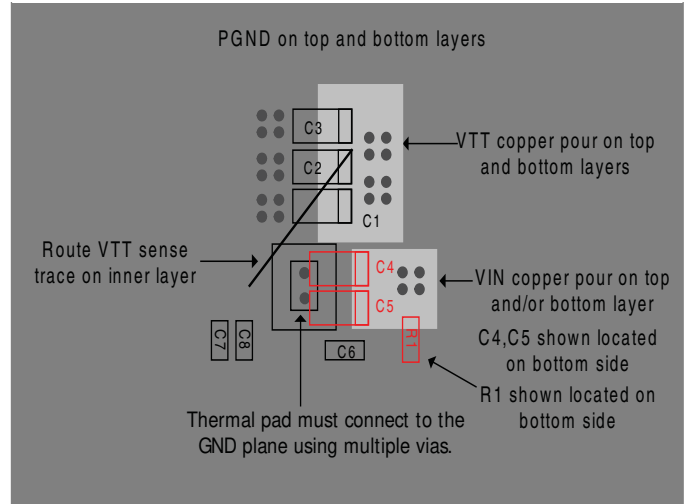 PGND on top and bottom layers
C3
C2
C1
VTT copper pour on top
and bottom layers
Route VTT sense
trace on inner layer
C4
C5
VIN copper pour on top
and/or bottom layer
C7
C8
C6
R1
C4,C5 shown located
on bottom side
R1 shown located on
bottom side
Thermal pad must connect to the
GND plane using multiple vias.